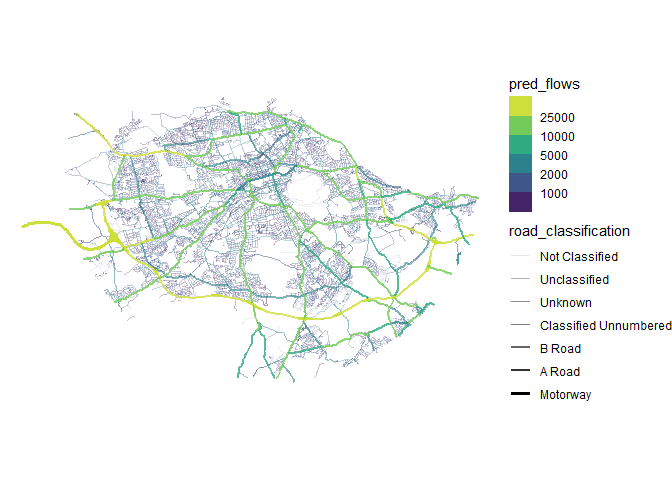 pred_flows
25000
10000
5000
2000
1000
road_classification
Not Classified
Unclassified
Unknown
Classified Unnumbered
B Road
A Road
Motorway